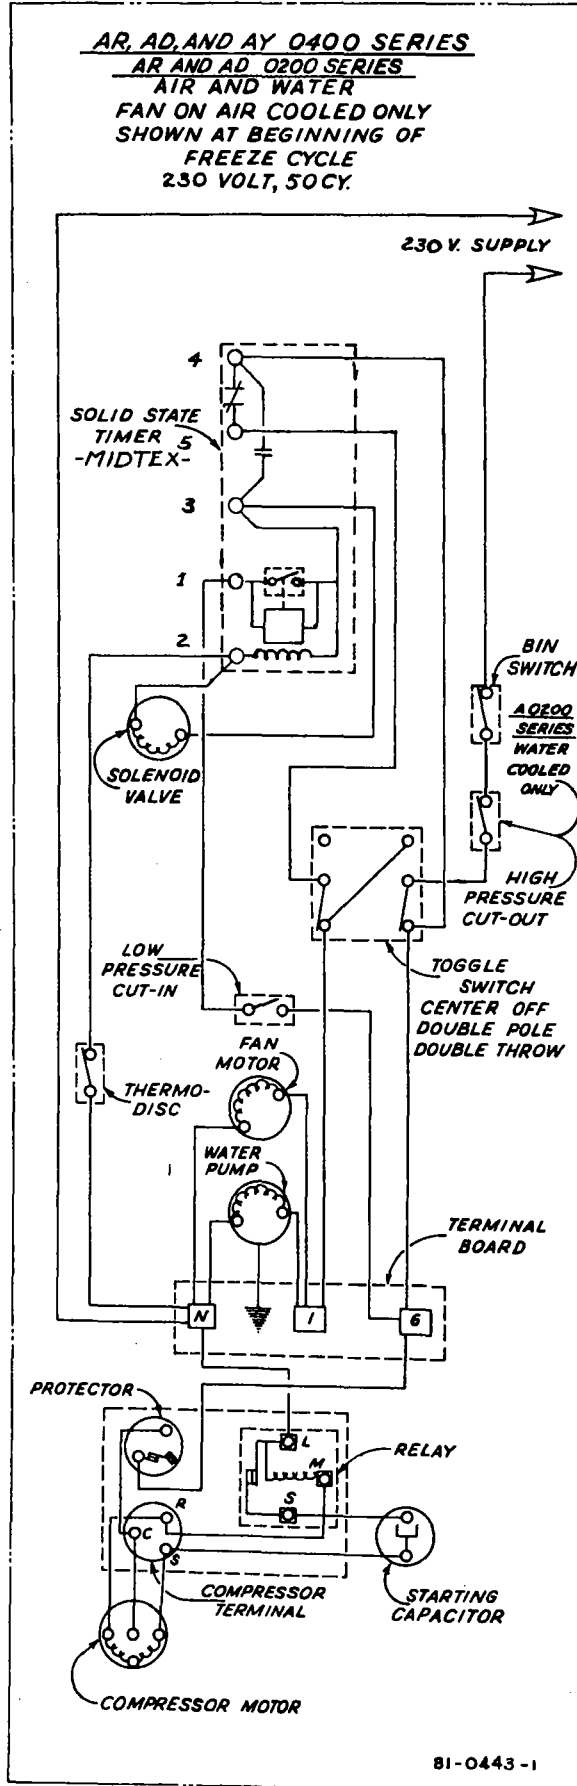 AR, AD, AND AY 0400 SERIES
AR AND AD 0200 SERIES
AIR AND WATER
FAN ON AIR COOLED ONLY
SHOWN AT BEGINNING OF
FREEZE CYCLE
230 VOLT, 50CY.
230 V. SUPPLY
4
SOLID STATE
TIMER
-MIDTEX-
5
3
1
2
BIN
SWITCH
AQ200
SERIES
WATER
COOLED
ONLY
SOLENOID
VALVE
HIGH
PRESSURE
CUT-OUT
LOW
PRESSURE
CUT-IN
TOGGLE
SWITCH
CENTER OFF
DOUBLE POLE
DOUBLE THROW
FAN
MOTOR
THERMO-
DISC
WATER
PUMP
TERMINAL
BOARD
N
1
6
PROTECTOR
L
M
S
RELAY
R
C
S
COMPRESSOR
TERMINAL
STARTING
CAPACITOR
COMPRESSOR MOTOR
81-0443-1